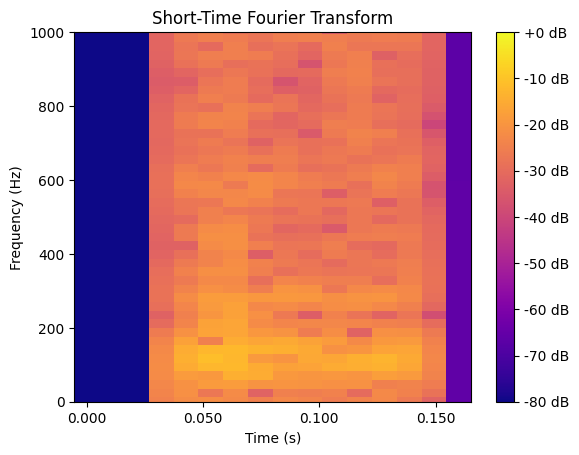 Short-Time Fourier Transform
Frequency (Hz)
1000
800
600
400
200
0
0.000
0.050
0.100
0.150
Time (s)
+0 dB
-10 dB
-20 dB
-30 dB
-40 dB
-50 dB
-60 dB
-70 dB
-80 dB